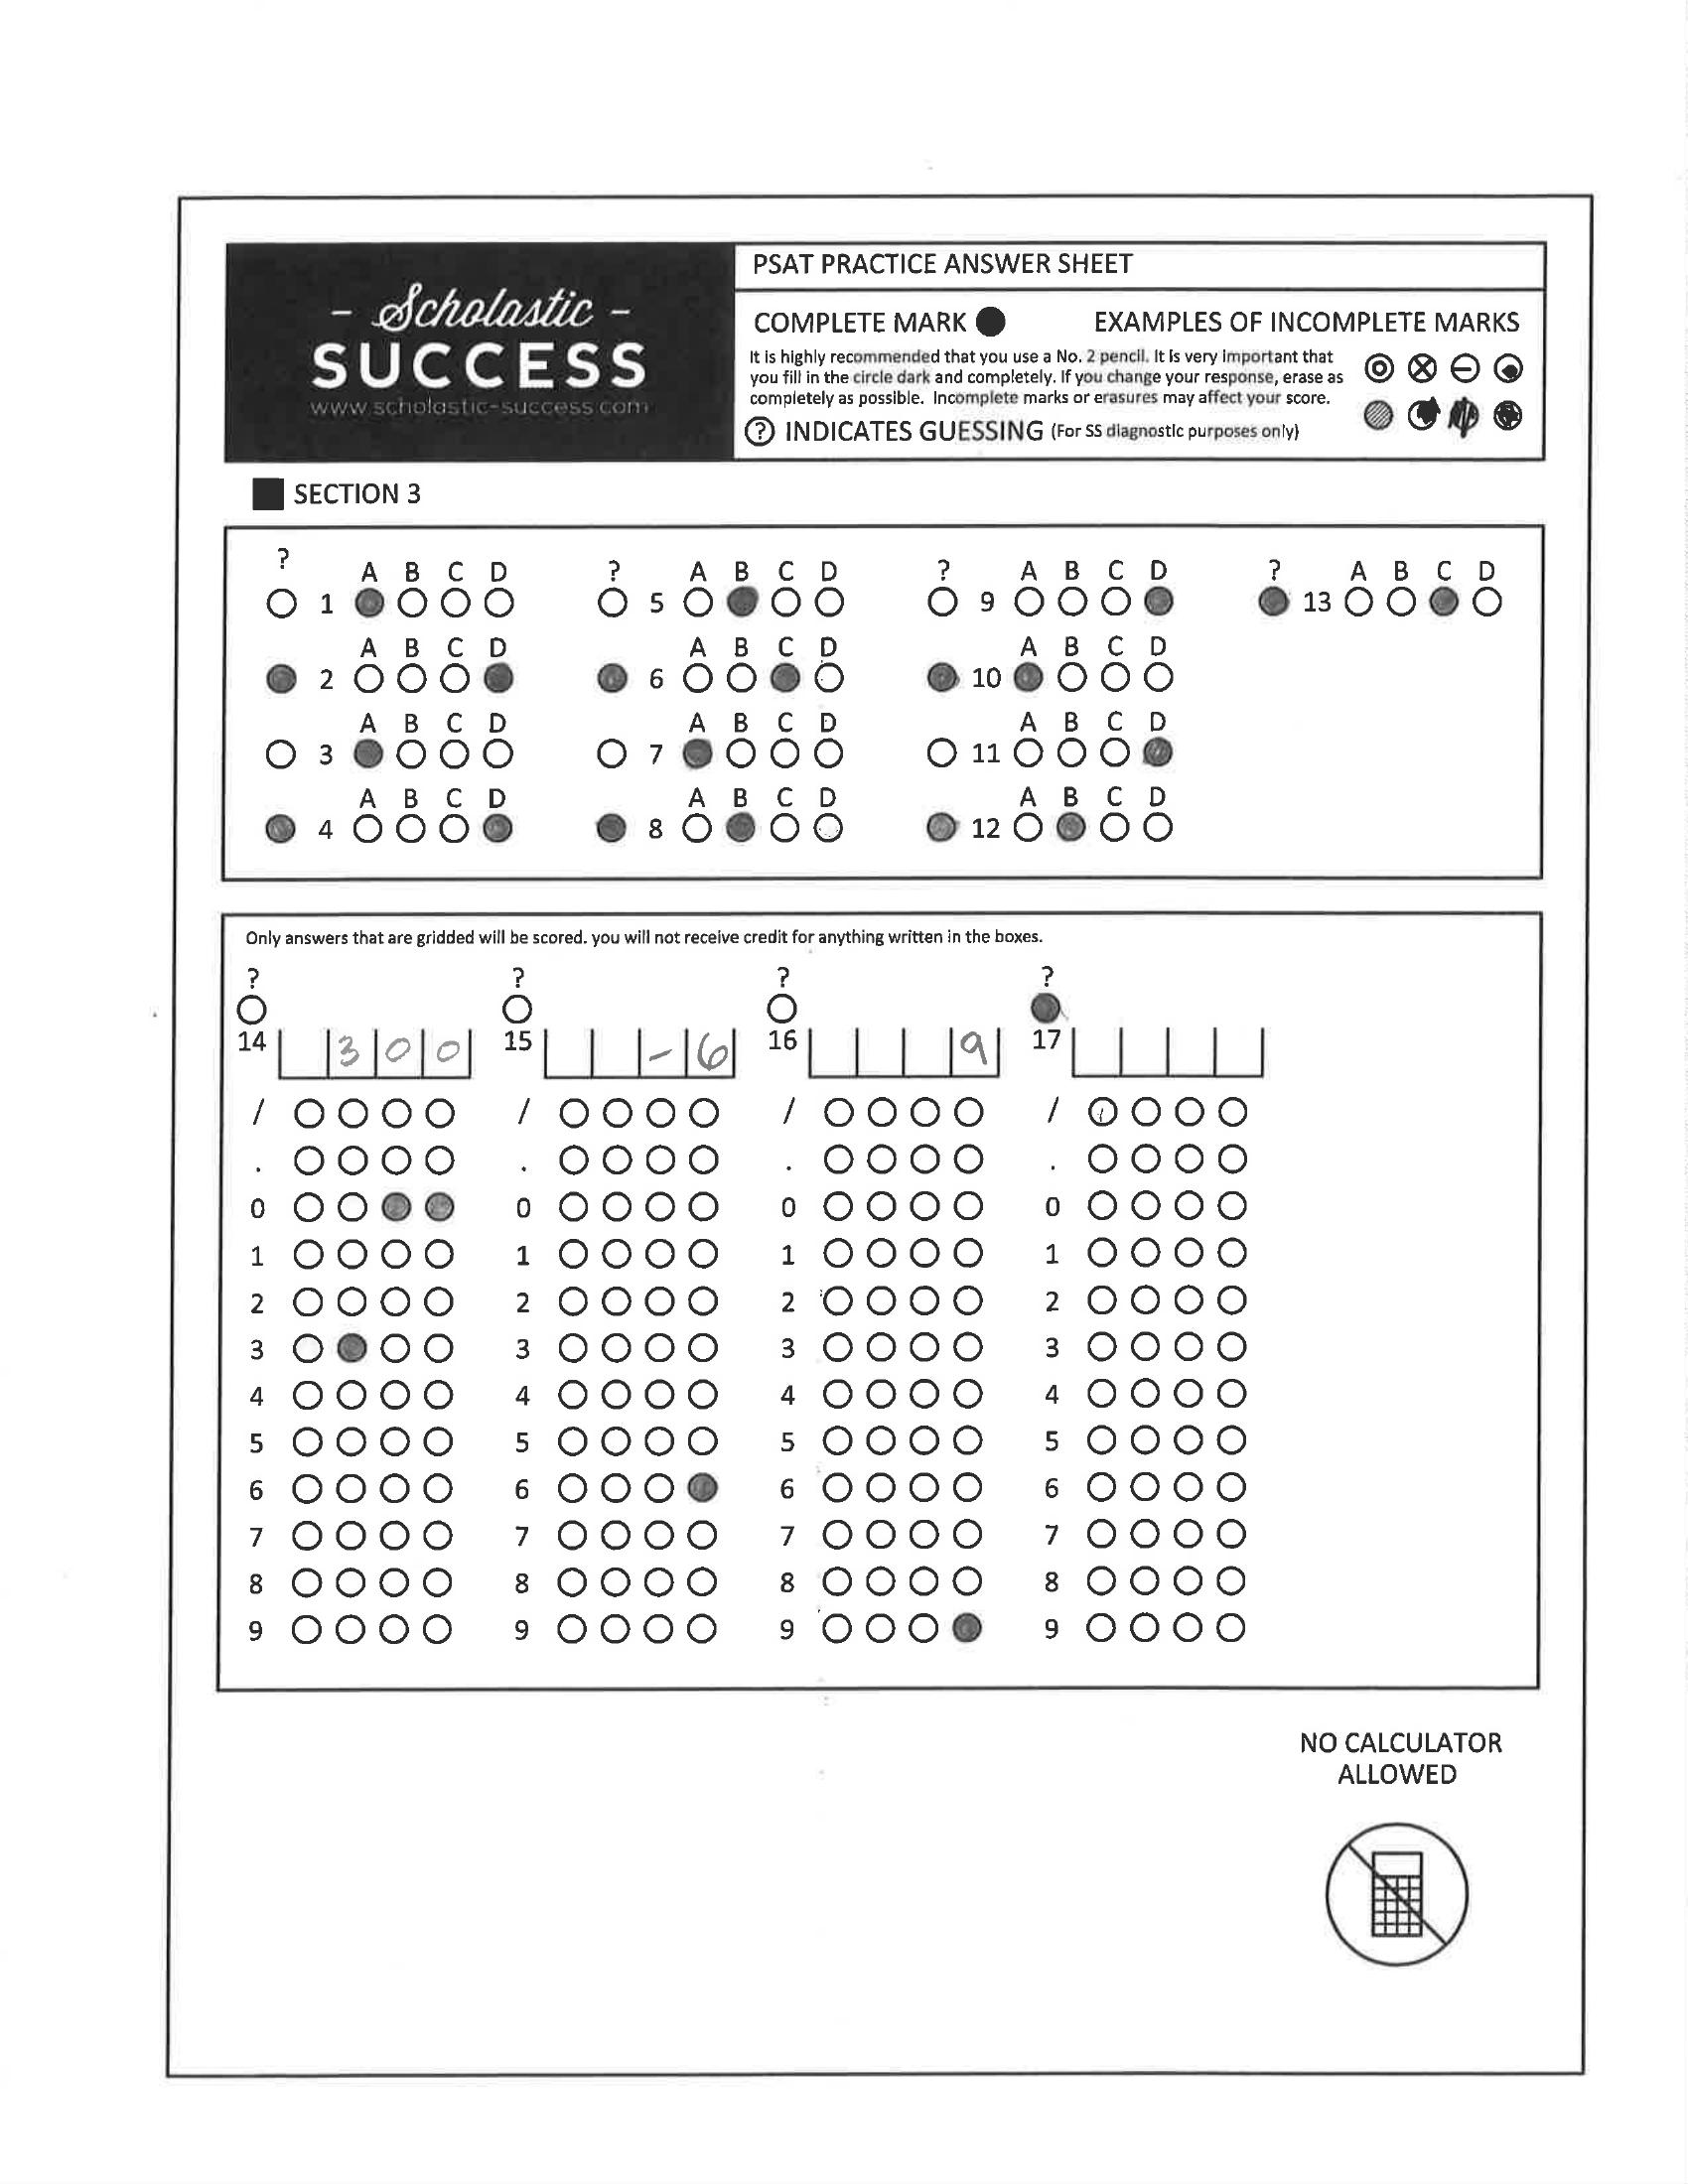 - Scholastic -
SUCCESS
www.scholastic-success.com
PSAT PRACTICE ANSWER SHEET
COMPLETE MARK EXAMPLES OF INCOMPLETE MARKS
It is highly recommended that you use a No. 2 pencil. It is very important that
you fill in the circle dark and completely. If you change your response, erase as
completely as possible. Incomplete marks or erasures may affect your score.
? INDICATES GUESSING (For SS diagnostic purposes only)
SECTION 3
? A B C D ? A B C D ? A B C D ? A B C D
1 5 9 13
A B C D A B C D A B C D
2 6 10
A B C D A B C D A B C D
3 7 11
A B C D A B C D A B C D
4 8 12
Only answers that are gridded will be scored. you will not receive credit for anything written in the boxes.
? ? ? ?
14 300 15 -6 16 9 17
/ / / /
. . . .
0 0 0 0
1 1 1 1
2 2 2 2
3 3 3 3
4 4 4 4
5 5 5 5
6 6 6 6
7 7 7 7
8 8 8 8
9 9 9 9
NO CALCULATOR
ALLOWED